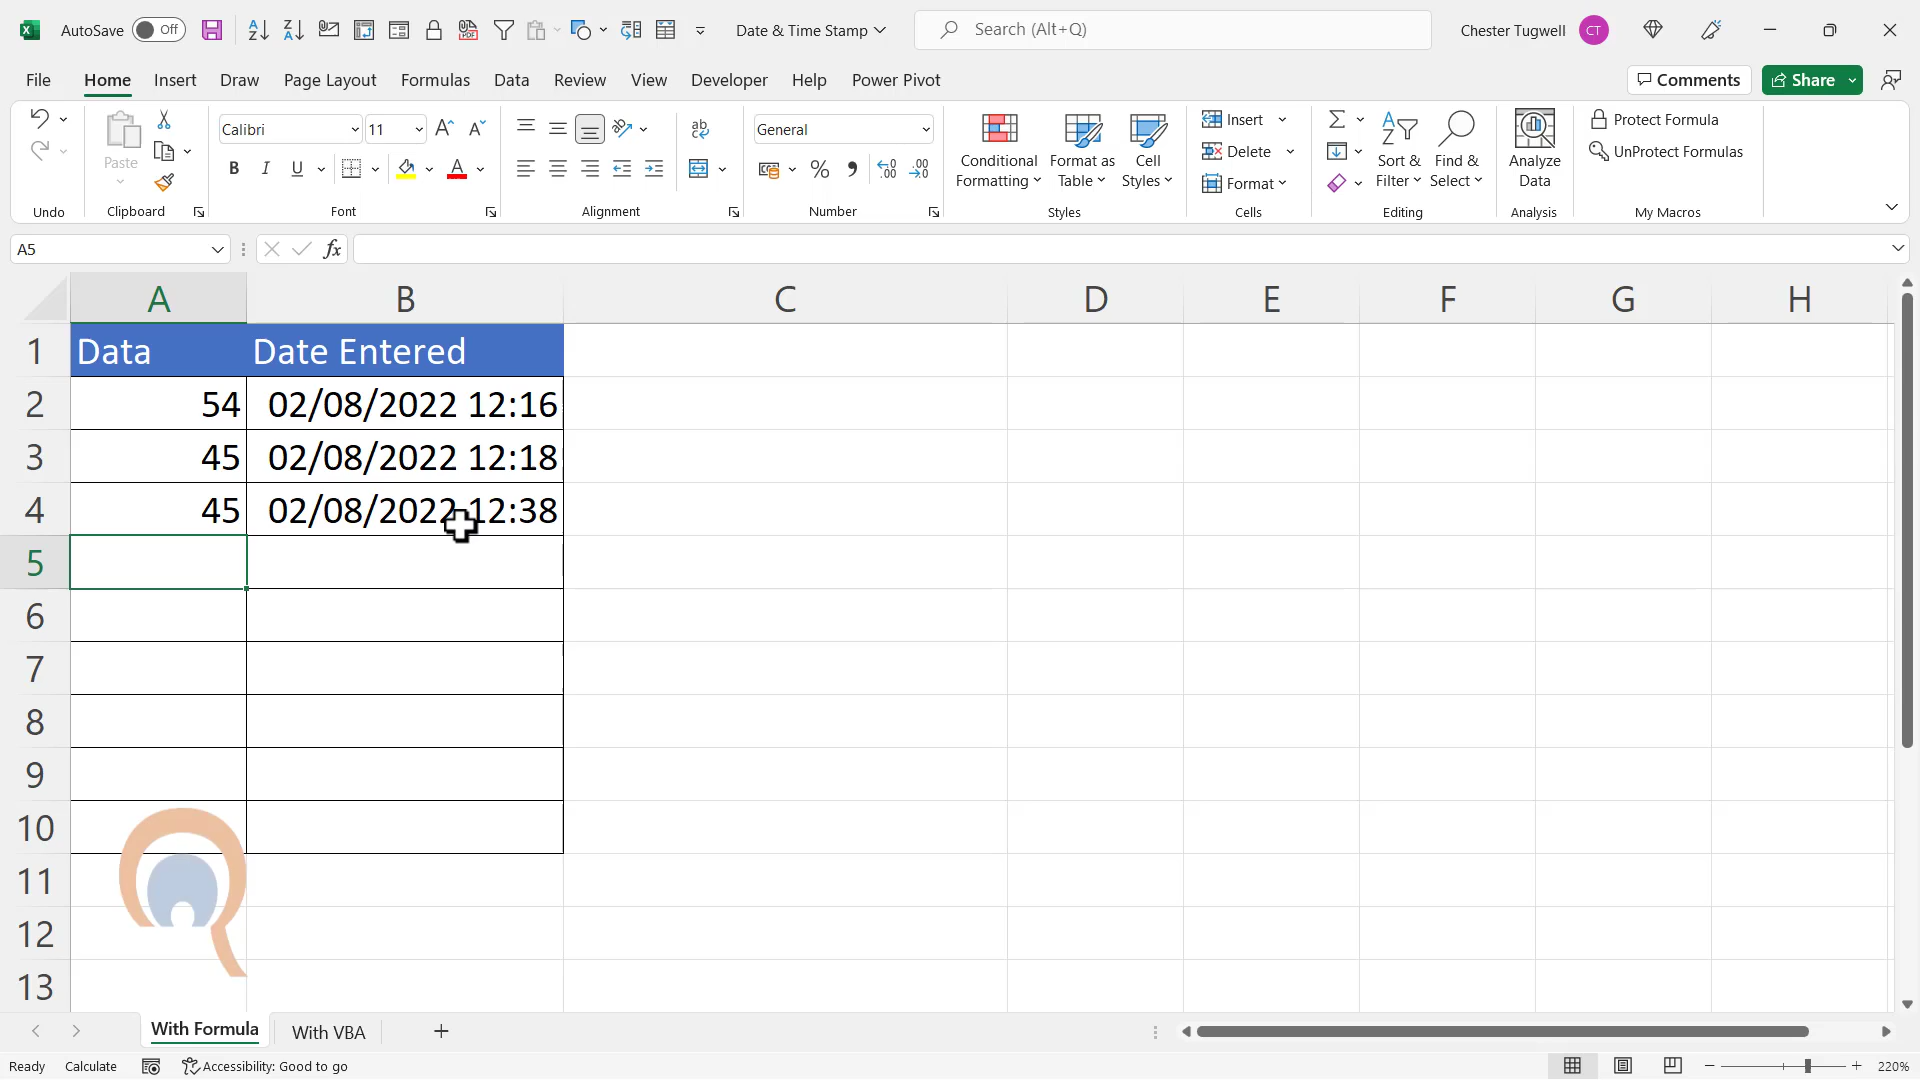 AutoSave Off Date & Time Stamp Search (Alt+Q) Chester Tugwell CT
File Home Insert Draw Page Layout Formulas Data Review View Developer Help Power Pivot Comments Share
Paste
Undo
Clipboard
Calibri 11
B I U A
Font
ab
Alignment
General
% .00
Number
Conditional Formatting
Format as Table
Cell Styles
Styles
Insert
Delete
Format
Cells
Sort & Filter
Find & Select
Editing
Analyze Data
Analysis
Protect Formula
UnProtect Formulas
My Macros
A5 fx
A B C D E F G H
1 Data Date Entered
2 54 02/08/2022 12:16
3 45 02/08/2022 12:18
4 45 02/08/2022 12:38
5
6
7
8
9
10
11
12
13
With Formula With VBA
Ready Calculate Accessibility: Good to go 220%